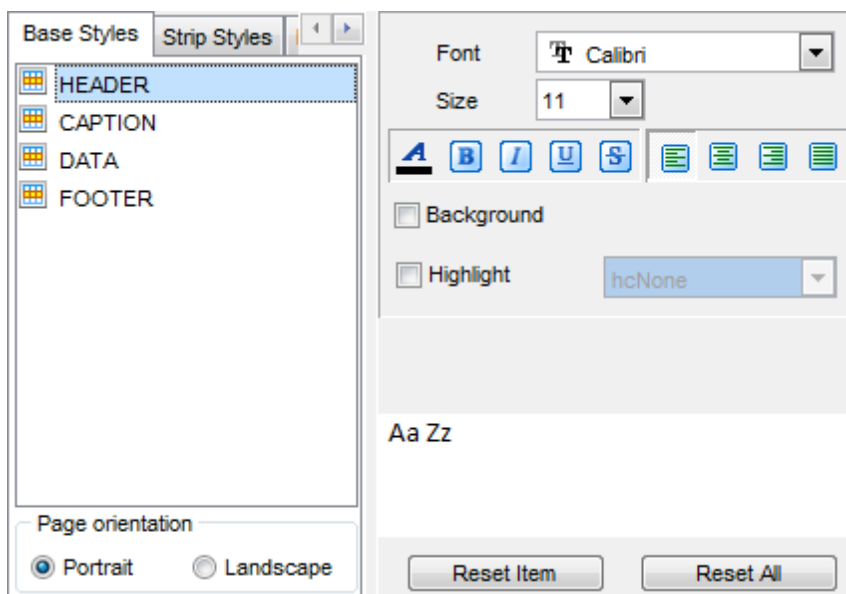 Base Styles
Strip Styles
HEADER
CAPTION
DATA
FOOTER
Page orientation
Portrait
Landscape
Font
Calibri
Size
11
A
B
I
U
S
Background
Highlight
hcNone
Aa Zz
Reset Item
Reset All